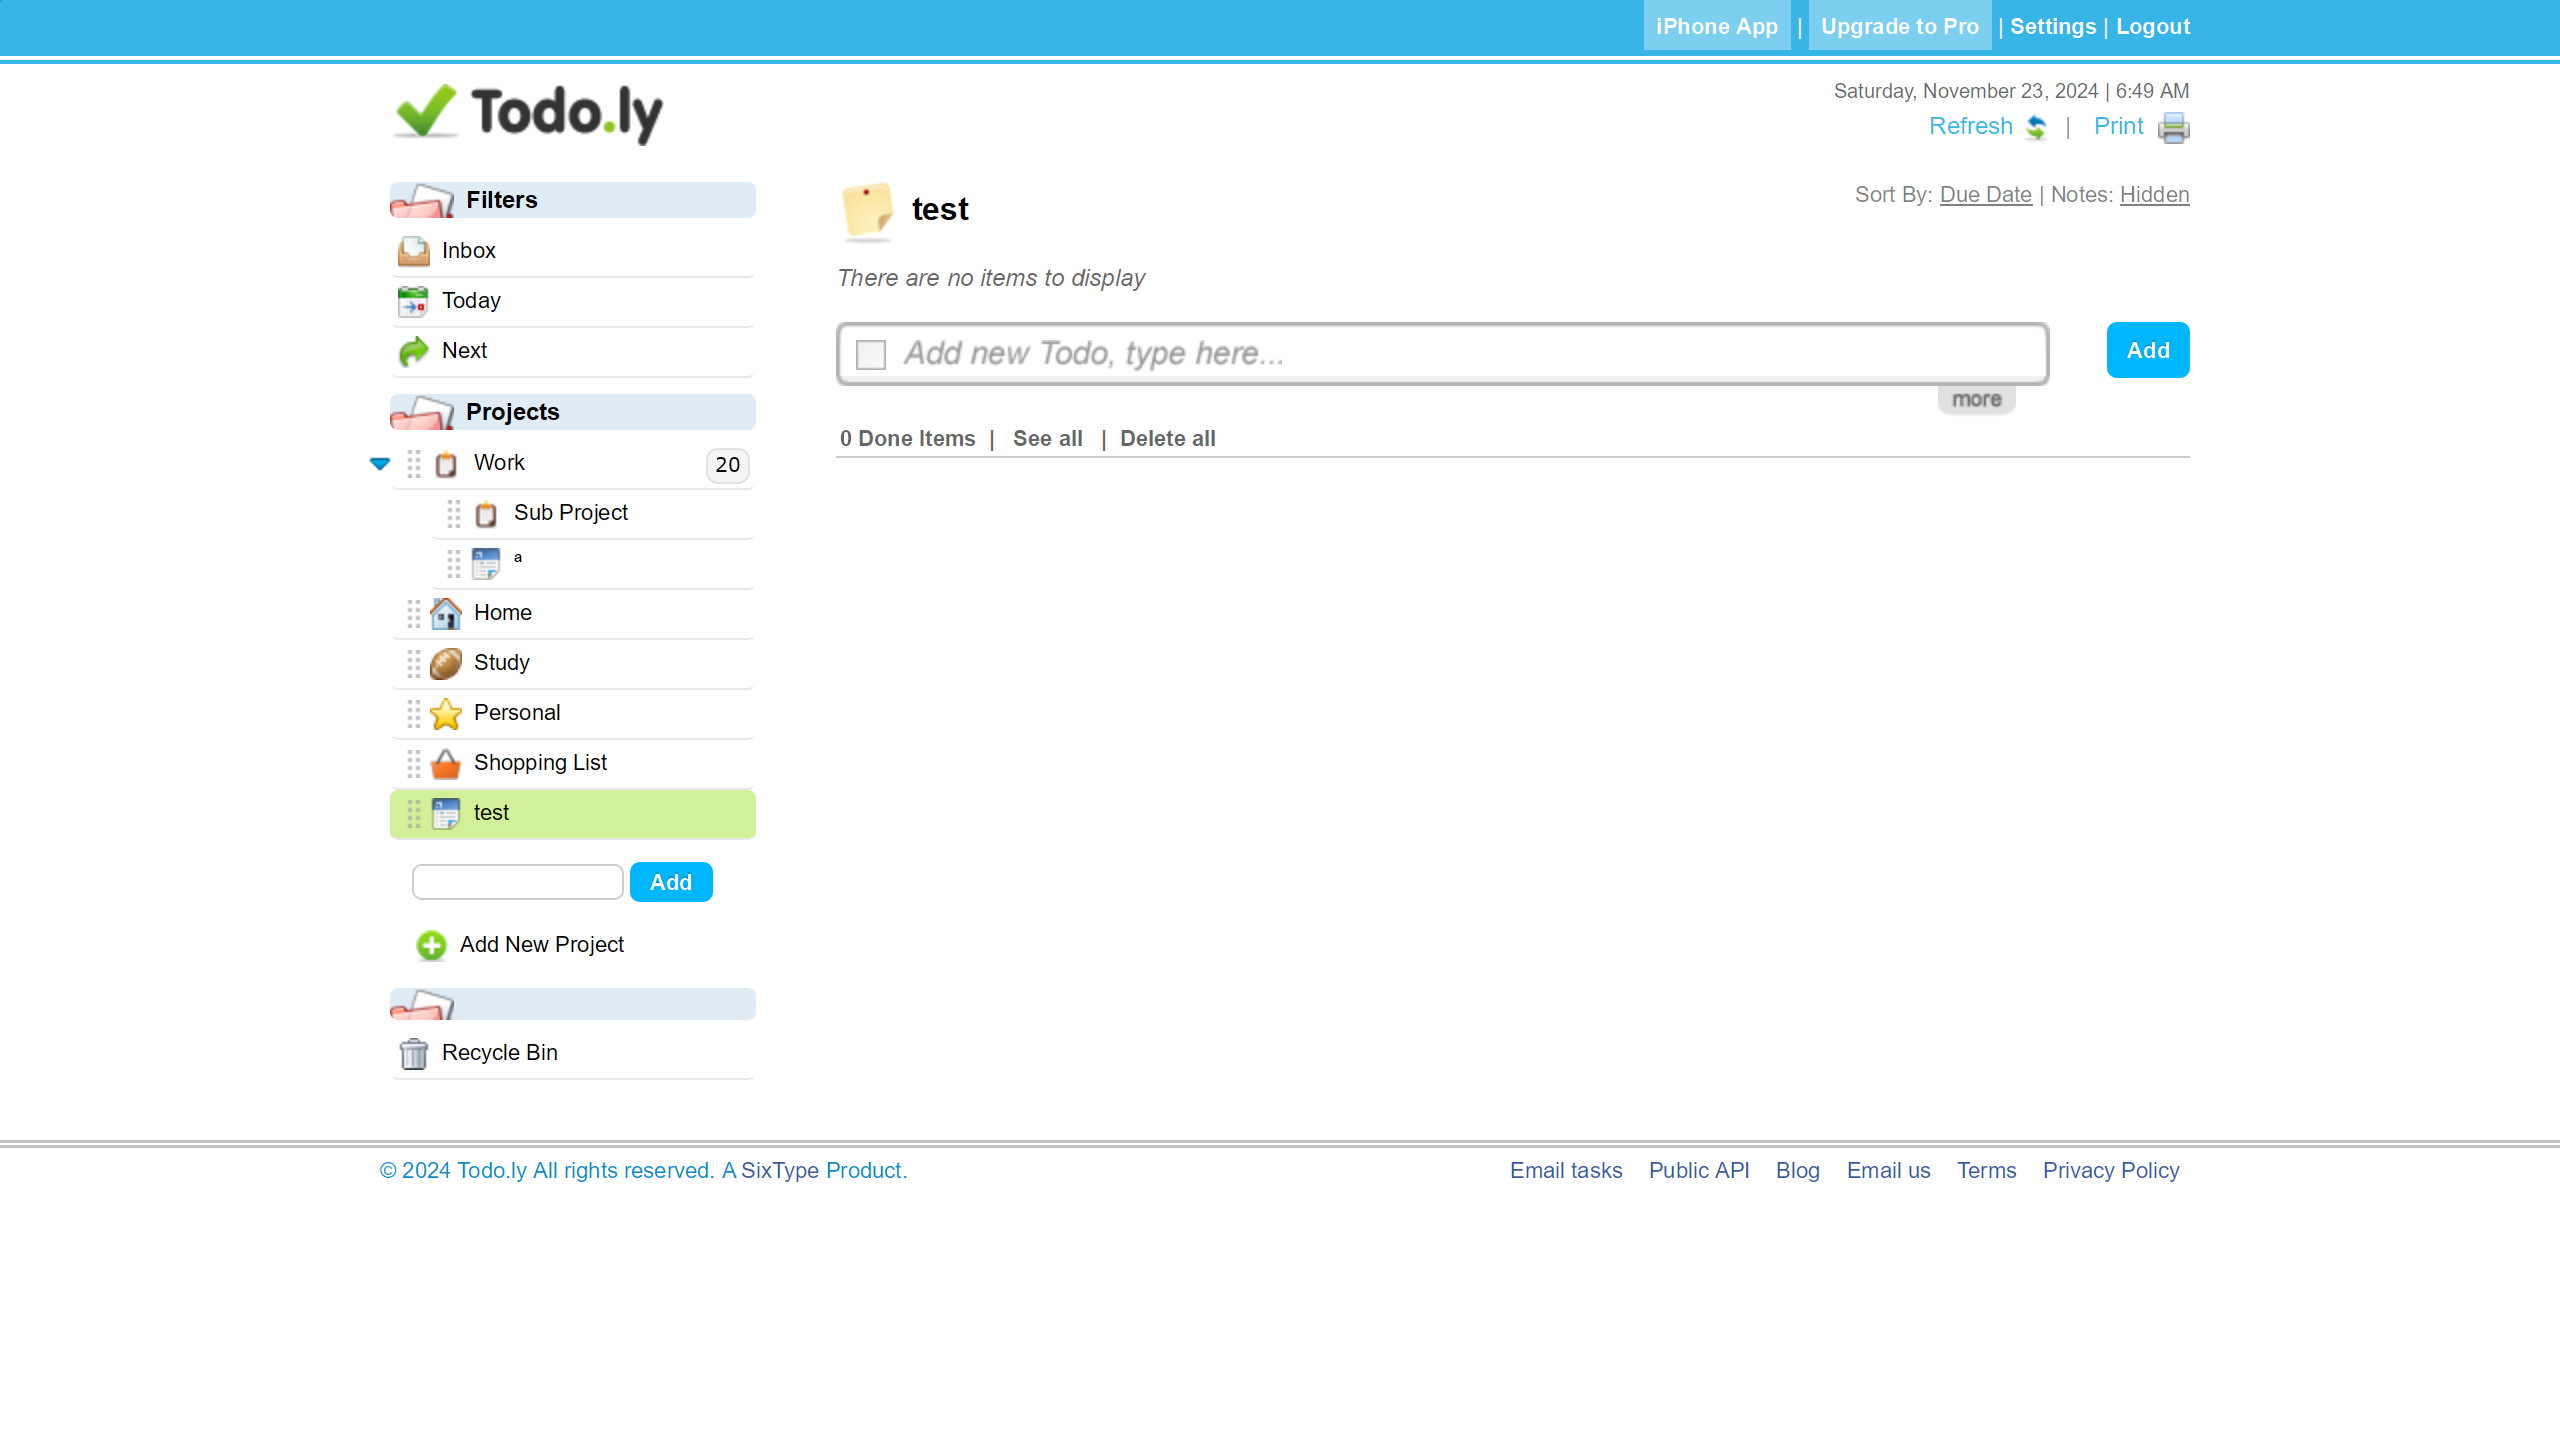 iPhone App | Upgrade to Pro | Settings | Logout
Todo.ly
Saturday, November 23, 2024 | 6:49 AM
Refresh | Print
Filters
Inbox
Today
Next
Projects
Work 20
Sub Project
a
Home
Study
Personal
Shopping List
test
Add
Add New Project
Recycle Bin
test
Sort By: Due Date | Notes: Hidden
There are no items to display
Add new Todo, type here...
Add
more
0 Done Items | See all | Delete all
© 2024 Todo.ly All rights reserved. A SixType Product.
Email tasks Public API Blog Email us Terms Privacy Policy